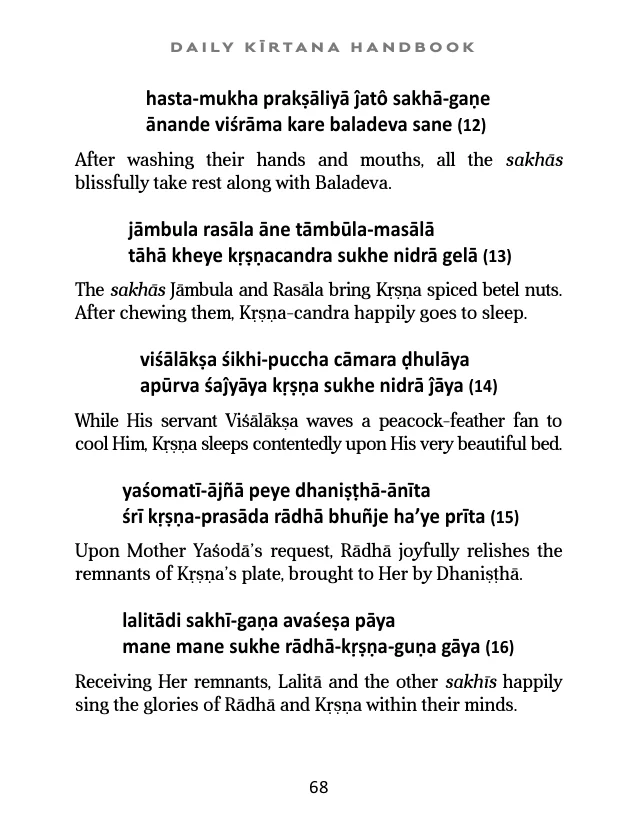 DAILY KĪRTANA HANDBOOK
hasta-mukha prakṣāliyā ĵatô sakhā-gaṇe
ānande viśrāma kare baladeva sane (12)
After washing their hands and mouths, all the sakhās
blissfully take rest along with Baladeva.
jāmbula rasāla āne tāmbūla-masālā
tāhā kheye kṛṣṇacandra sukhe nidrā gelā (13)
The sakhās Jāmbula and Rasāla bring Kṛṣṇa spiced betel nuts.
After chewing them, Kṛṣṇa-candra happily goes to sleep.
viśālākṣa śikhi-puccha cāmara ḍhulāya
apūrva śaĵyāya kṛṣṇa sukhe nidrā ĵāya (14)
While His servant Viśālākṣa waves a peacock-feather fan to
cool Him, Kṛṣṇa sleeps contentedly upon His very beautiful bed.
yaśomatī-ājñā peye dhaniṣṭhā-ānīta
śrī kṛṣṇa-prasāda rādhā bhuñje ha’ye prīta (15)
Upon Mother Yaśodā’s request, Rādhā joyfully relishes the
remnants of Kṛṣṇa’s plate, brought to Her by Dhaniṣṭhā.
lalitādi sakhī-gaṇa avaśeṣa pāya
mane mane sukhe rādhā-kṛṣṇa-guṇa gāya (16)
Receiving Her remnants, Lalitā and the other sakhīs happily
sing the glories of Rādhā and Kṛṣṇa within their minds.
68